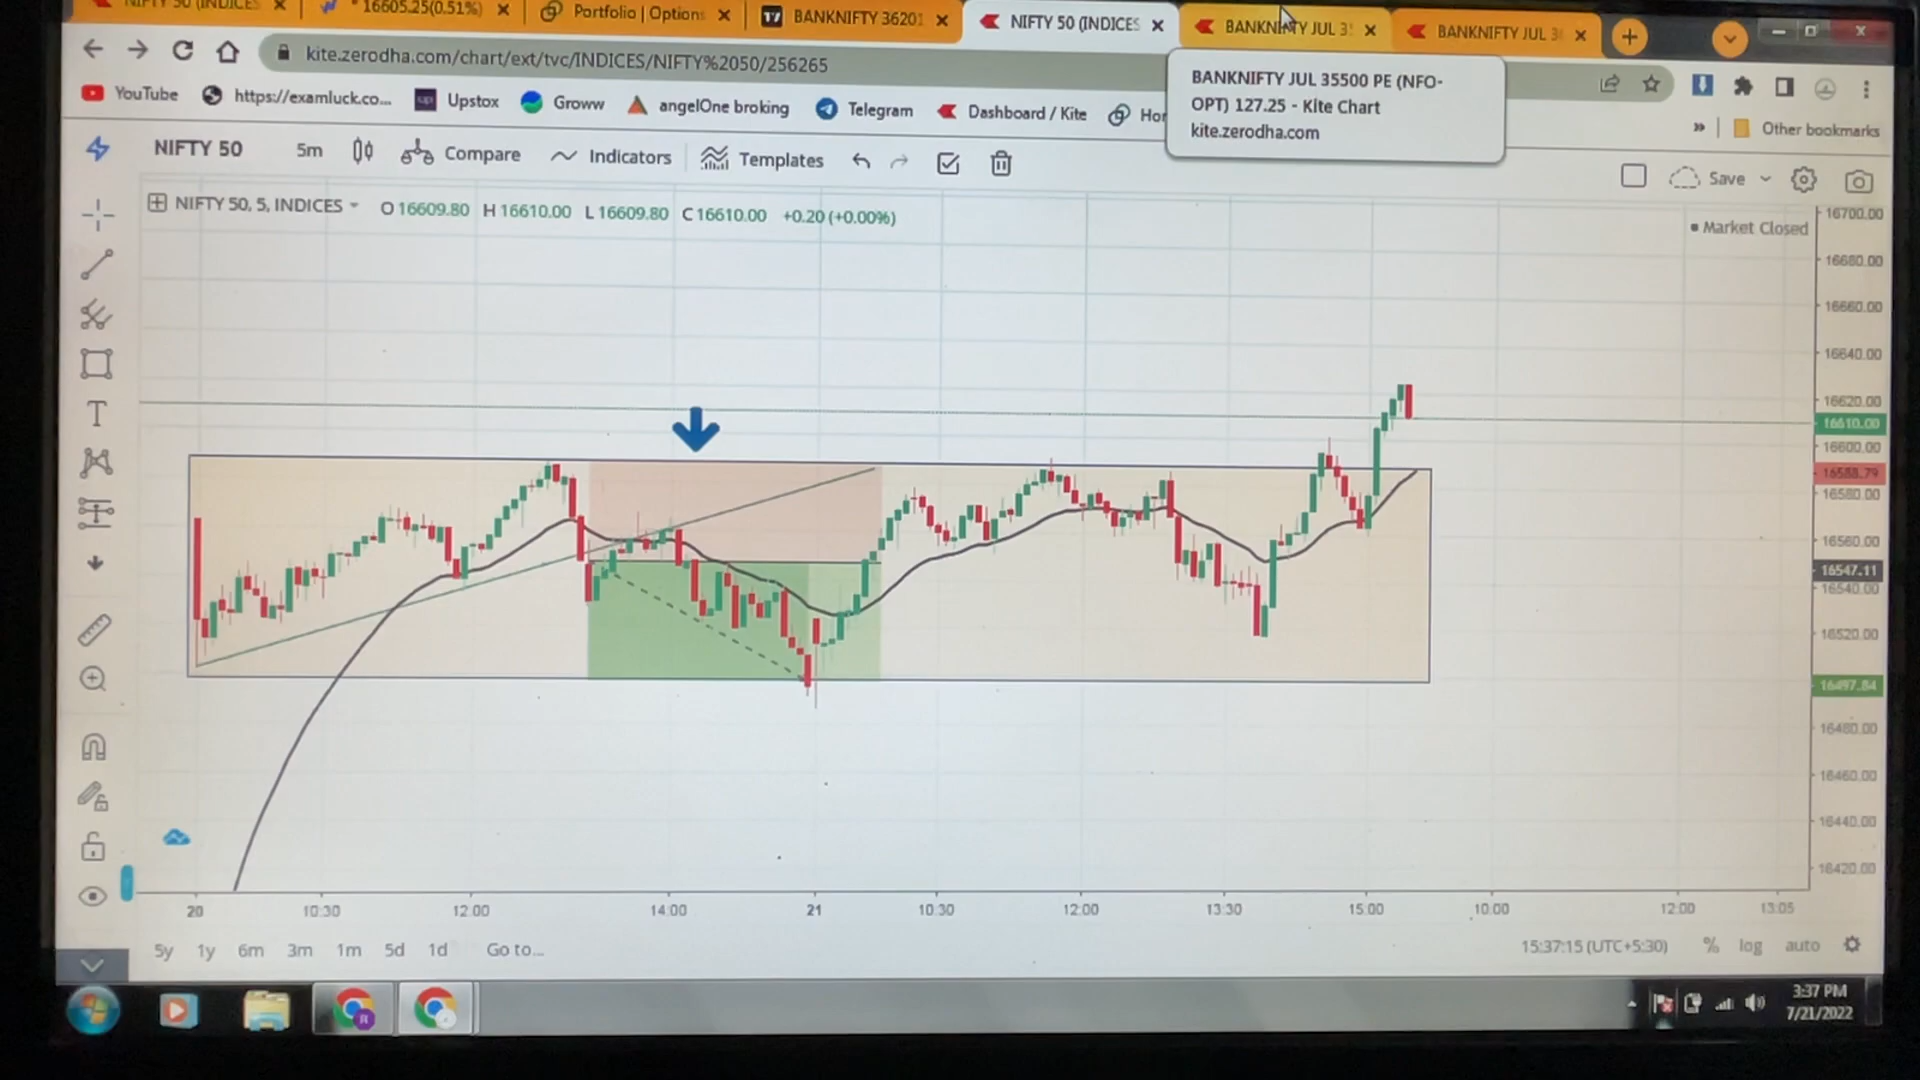 NIFTY 50 (INDICES
16605.25(0.51%)
Portfolio | Option
BANKNIFTY 36201
NIFTY 50 (INDICES
BANKNIFTY JUL 3
BANKNIFTY JUL 3
kite.zerodha.com/chart/ext/tvc/INDICES/NIFTY%2050/256265
BANKNIFTY JUL 35500 PE (NFO-
OPT) 127.25 - Kite Chart
kite.zerodha.com
YouTube
https://examluck.co...
Upstox
Groww
angelOne broking
Telegram
Dashboard / Kite
Hor
» Other bookmarks
NIFTY 50
5m
Compare
Indicators
Templates
Save
NIFTY 50, 5, INDICES O 16609.80 H 16610.00 L 16609.80 C 16610.00 +0.20 (+0.00%)
Market Closed
16700.00
16680.00
16660.00
16640.00
16620.00
16610.00
16600.00
16588.79
16580.00
16560.00
16547.11
16540.00
16520.00
16497.84
16480.00
16460.00
16440.00
16420.00
20 10:30 12:00 14:00 21 10:30 12:00 13:30 15:00 10:00 12:00 13:05
5y 1y 6m 3m 1m 5d 1d Go to...
15:37:15 (UTC+5:30) % log auto
3:37 PM
7/21/2022